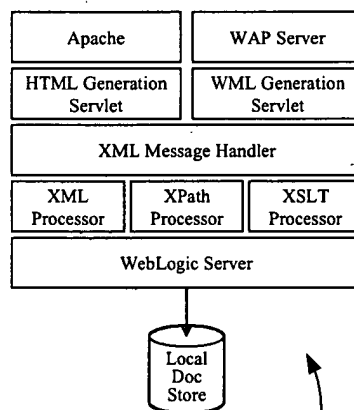 Apache
WAP Server
HTML Generation
Servlet
WML Generation
Servlet
XML Message Handler
XML
Processor
XPath
Processor
XSLT
Processor
WebLogic Server
Local
Doc
Store